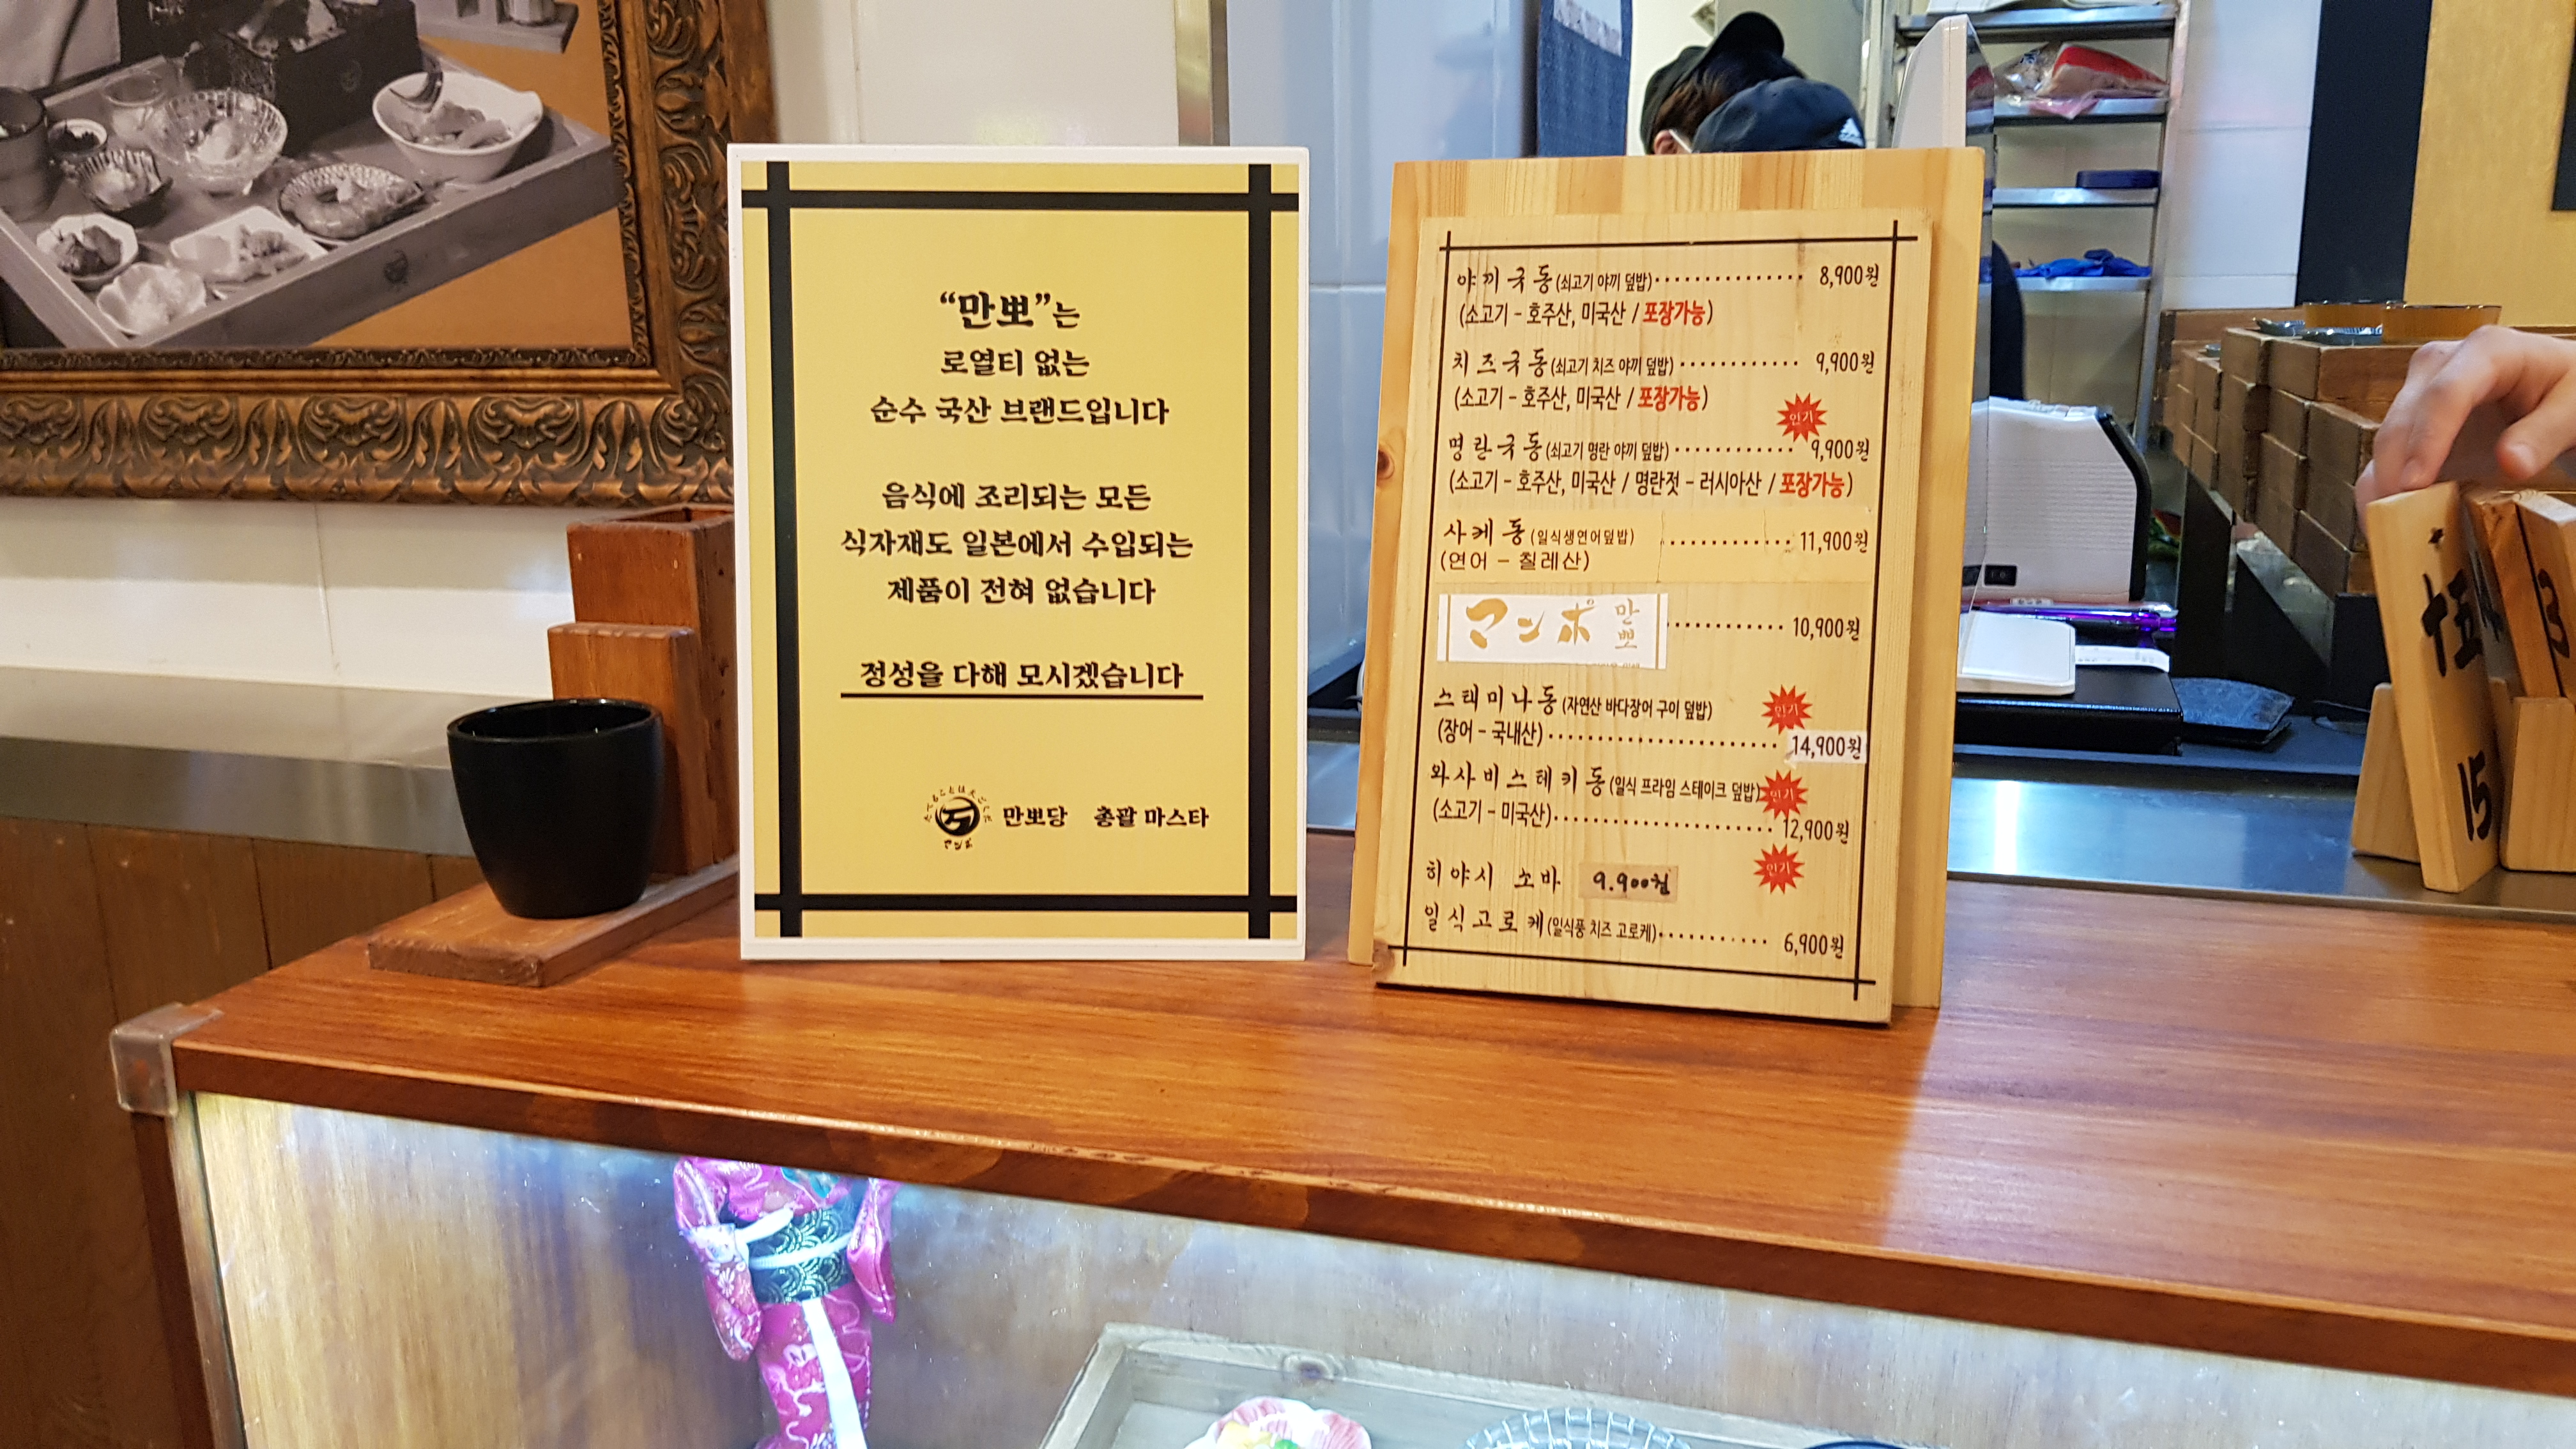 “만뽀”는
로열티 없는
순수 국산 브랜드입니다
음식에 조리되는 모든
식자재도 일본에서 수입되는
제품이 전혀 없습니다
정성을 다해 모시겠습니다
만뽀당 총괄 마스타
야끼국동(쇠고기 야끼 덮밥)............... 8,900원
(소고기 - 호주산, 미국산 / 포장가능)
치즈국동(쇠고기 치즈 야끼 덮밥)............ 9,900원
(소고기 - 호주산, 미국산 / 포장가능)
인기
명란국동(쇠고기 명란 야끼 덮밥)............ 9,900원
(소고기 - 호주산, 미국산 / 명란젓 - 러시아산 / 포장가능)
사케동(일식생연어덮밥) ............. 11,900원
(연어 - 칠레산)
マンポ 만뽀 ............ 10,900원
스태미나동(자연산 바다장어 구이 덮밥) 인기
(장어 - 국내산)....................... 14,900원
와사비스테키동(일식 프라임 스테이크 덮밥) 인기
(소고기 - 미국산)...................... 12,900원
인기
히야시 소바 9.900원
일식고로케(일식풍 치즈 고로케)........... 6,900원
十五
15
3